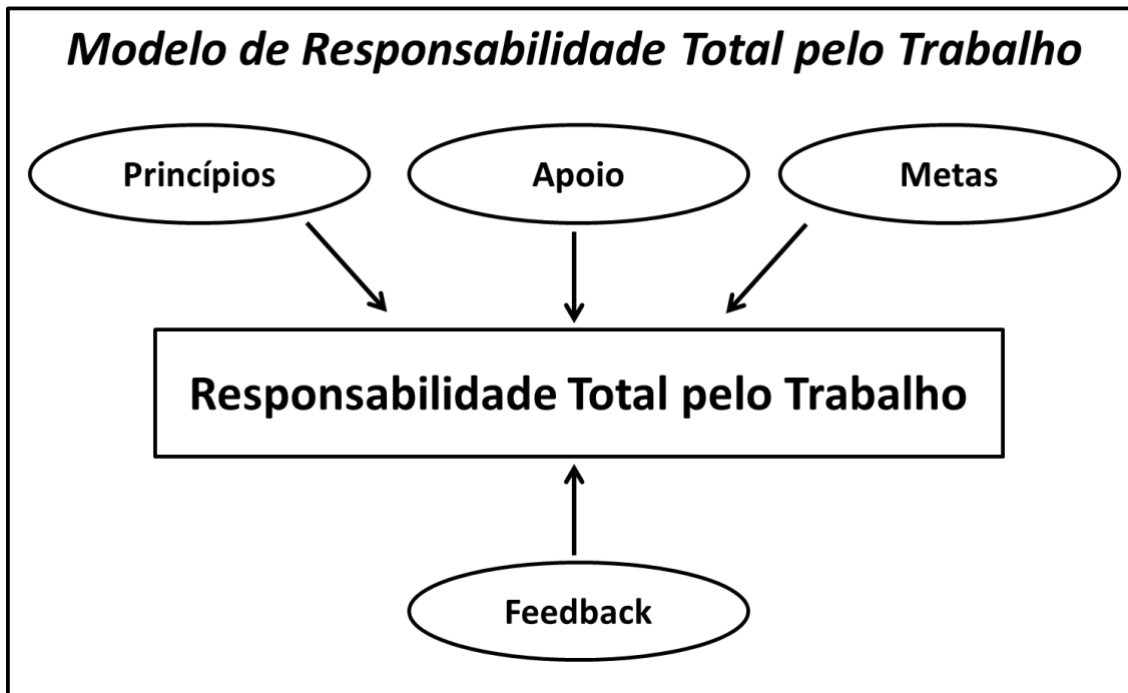 Modelo de Responsabilidade Total pelo Trabalho
Princípios
Apoio
Metas
Responsabilidade Total pelo Trabalho
Feedback